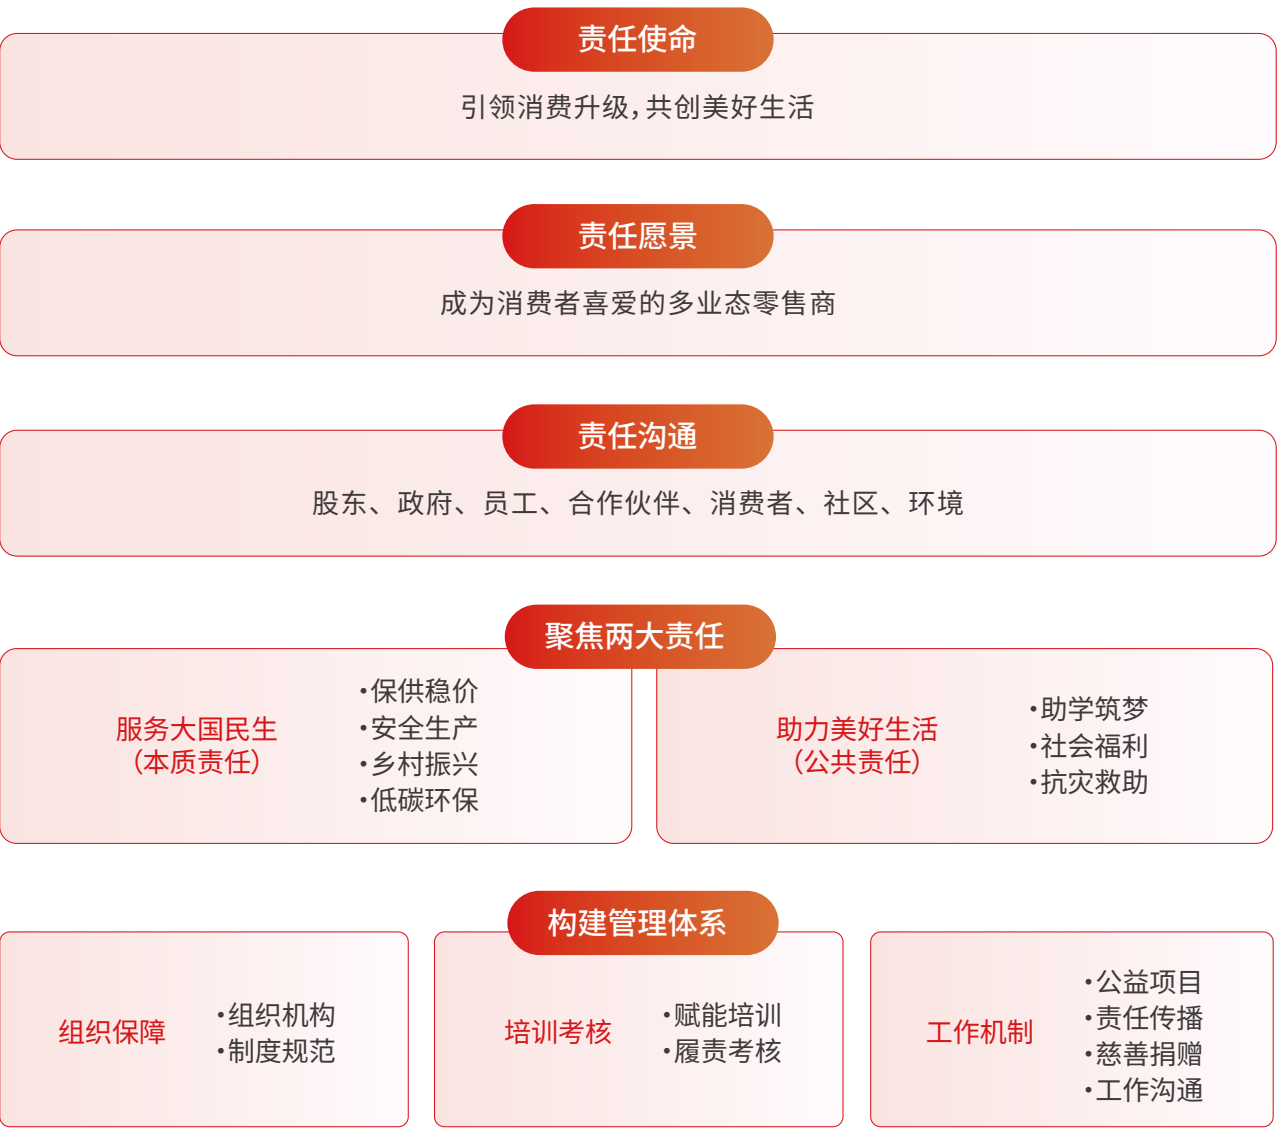 责任使命
引领消费升级，共创美好生活
责任愿景
成为消费者喜爱的多业态零售商
责任沟通
股东、政府、员工、合作伙伴、消费者、社区、环境
聚焦两大责任
服务大国民生
（本质责任）
·保供稳价
·安全生产
·乡村振兴
·低碳环保
助力美好生活
（公共责任）
·助学筑梦
·社会福利
·抗灾救助
构建管理体系
组织保障
·组织机构
·制度规范
培训考核
·赋能培训
·履责考核
工作机制
·公益项目
·责任传播
·慈善捐赠
·工作沟通